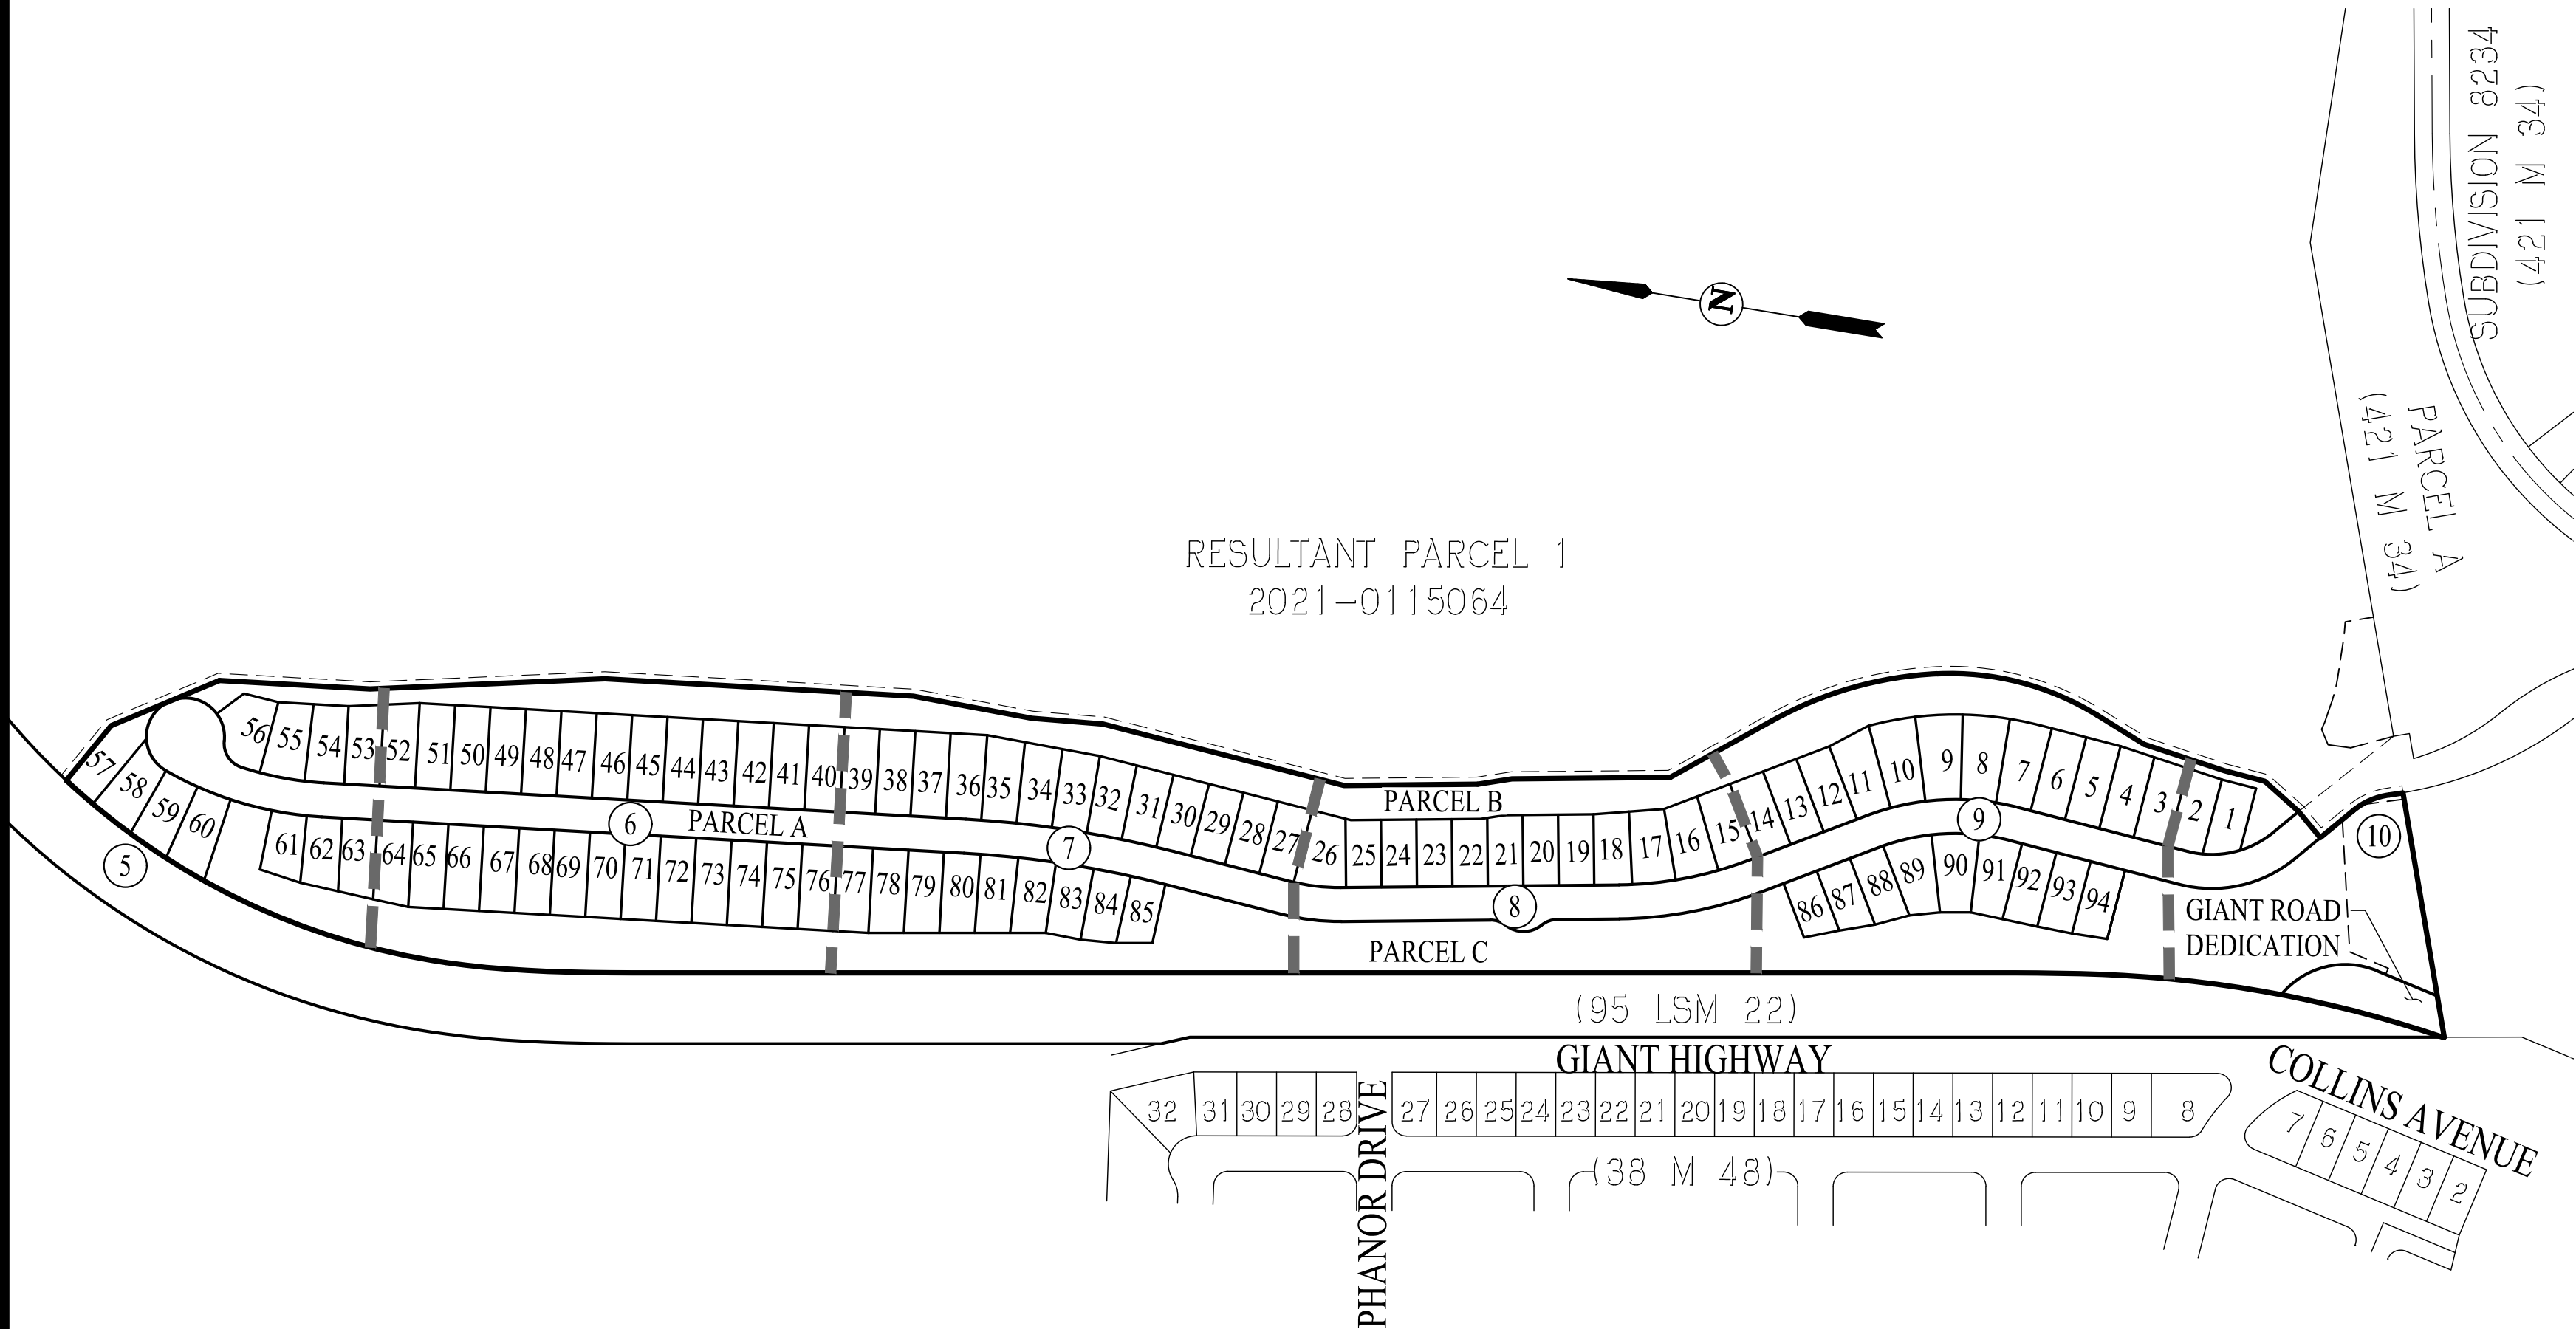 SUBDIVISION 8234
(421 M 34)
N
PARCEL A
(421 M 34)
RESULTANT PARCEL 1
2021-0115064
56 55 54 53 52 51 50 49 48 47 46 45 44 43 42 41 40 39 38 37 36 35 34 33 32 31 30 29 28 27 26 25 24 23 22 21 20 19 18 17 16 15 14 13 12 11 10 9 8 7 6 5 4 3 2 1
PARCEL B
57 58 59 60
5 6 7 8 9 10
PARCEL A
61 62 63 64 65 66 67 68 69 70 71 72 73 74 75 76 77 78 79 80 81 82 83 84 85 86 87 88 89 90 91 92 93 94
GIANT ROAD
DEDICATION
PARCEL C
(95 LSM 22)
GIANT HIGHWAY
COLLINS AVENUE
PHANOR DRIVE
32 31 30 29 28 27 26 25 24 23 22 21 20 19 18 17 16 15 14 13 12 11 10 9 8
7 6 5 4 3 2
(38 M 48)